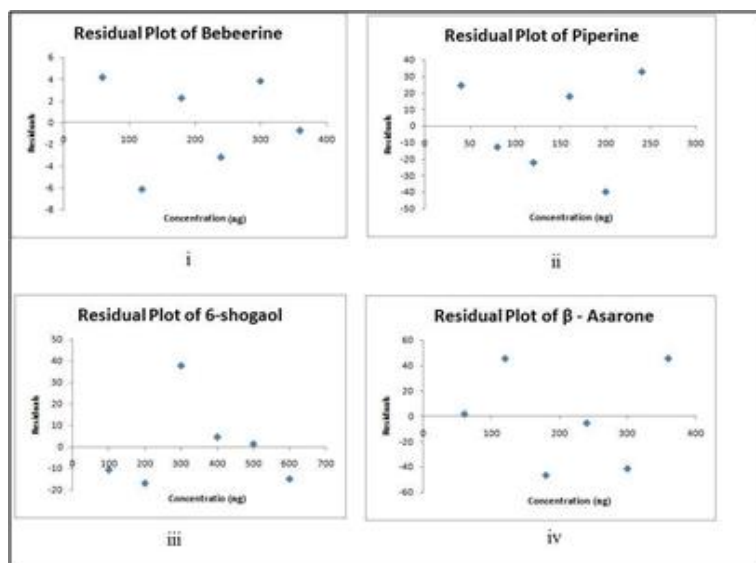 Residual Plot of Bebeerine
6
4
2
0
-2
-4
-6
-8
0 100 200 300 400
Residuals
Concentration (ng)
i
Residual Plot of Piperine
40
30
20
10
0
-10
-20
-30
-40
-50
0 50 100 150 200 250 300
Residuals
Concentration (ng)
ii
Residual Plot of 6-shogaol
50
40
30
20
10
0
-10
-20
0 100 200 300 400 500 600 700
Residuals
Concentratio (ng)
iii
Residual Plot of β - Asarone
60
40
20
0
-20
-40
-60
0 100 200 300 400
Residuals
Concentration (ng)
iv